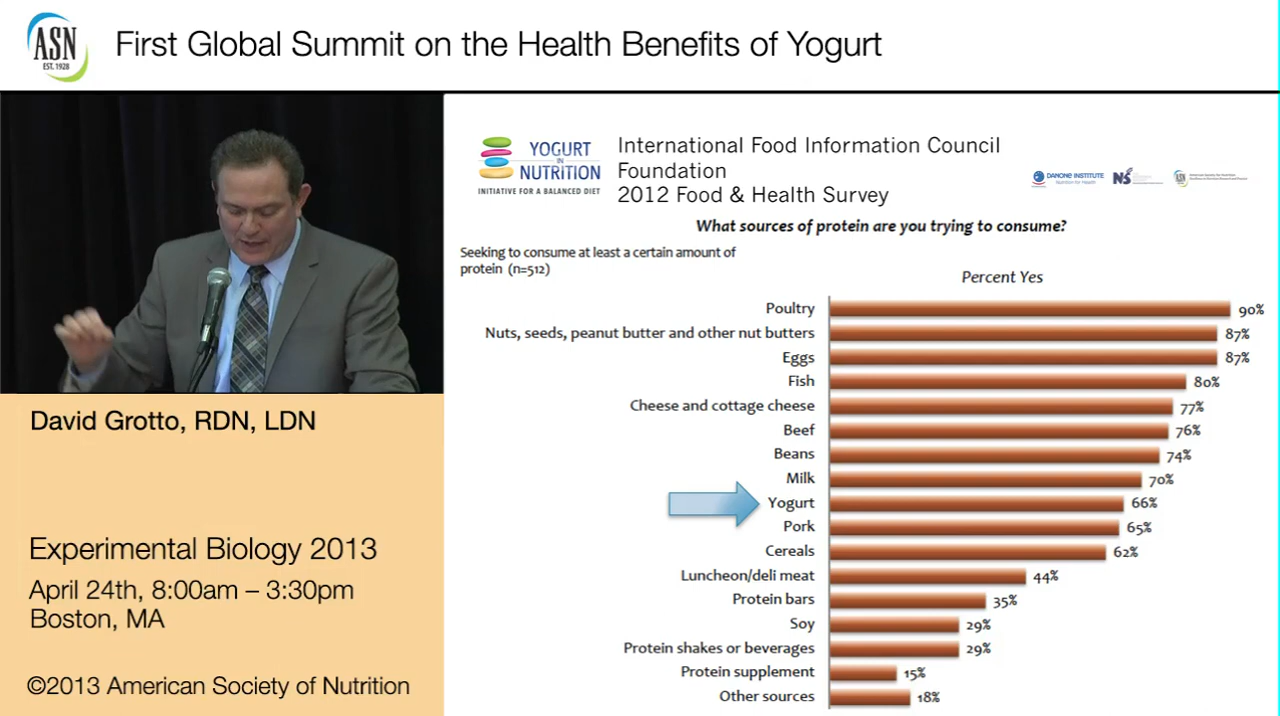 ASN
EST. 1928
First Global Summit on the Health Benefits of Yogurt
YOGURT
IN
NUTRITION
INITIATIVE FOR A BALANCED DIET
International Food Information Council
Foundation
2012 Food & Health Survey
DANONE INSTITUTE
Nutrition for Health
NS
What sources of protein are you trying to consume?
Seeking to consume at least a certain amount of
protein (n=512)
Percent Yes
Poultry 90%
Nuts, seeds, peanut butter and other nut butters 87%
Eggs 87%
Fish 80%
Cheese and cottage cheese 77%
Beef 76%
Beans 74%
Milk 70%
Yogurt 66%
Pork 65%
Cereals 62%
Luncheon/deli meat 44%
Protein bars 35%
Soy 29%
Protein shakes or beverages 29%
Protein supplement 15%
Other sources 18%
David Grotto, RDN, LDN
Experimental Biology 2013
April 24th, 8:00am – 3:30pm
Boston, MA
©2013 American Society of Nutrition